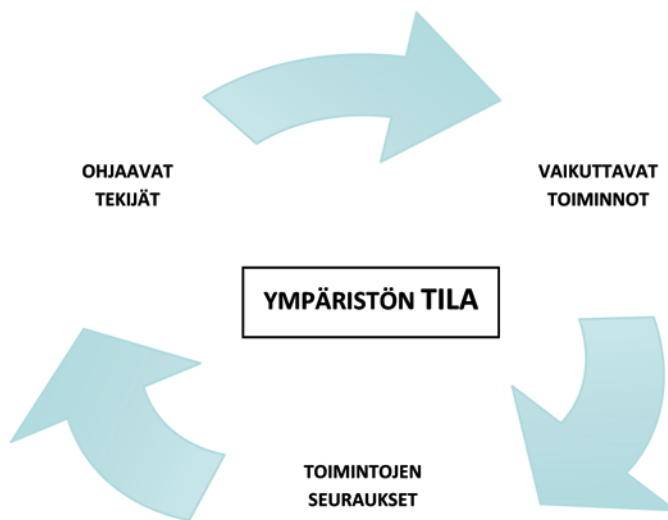 OHJAAVAT
TEKIJÄT
VAIKUTTAVAT
TOIMINNOT
YMPÄRISTÖN TILA
TOIMINTOJEN
SEURAUKSET